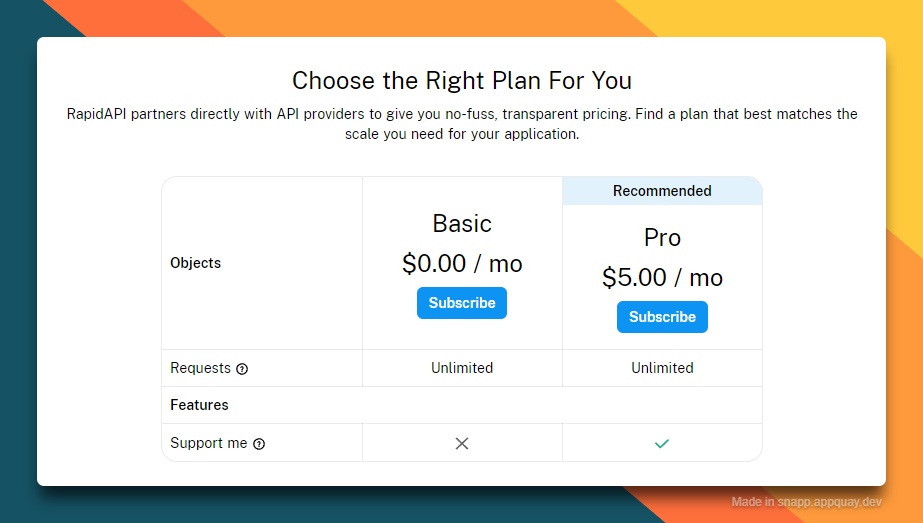 Choose the Right Plan For You
RapidAPI partners directly with API providers to give you no-fuss, transparent pricing. Find a plan that best matches the
scale you need for your application.
Recommended
Objects
Basic
$0.00 / mo
Subscribe
Pro
$5.00 / mo
Subscribe
Requests Unlimited Unlimited
Features
Support me
Made in snapp.appquay.dev